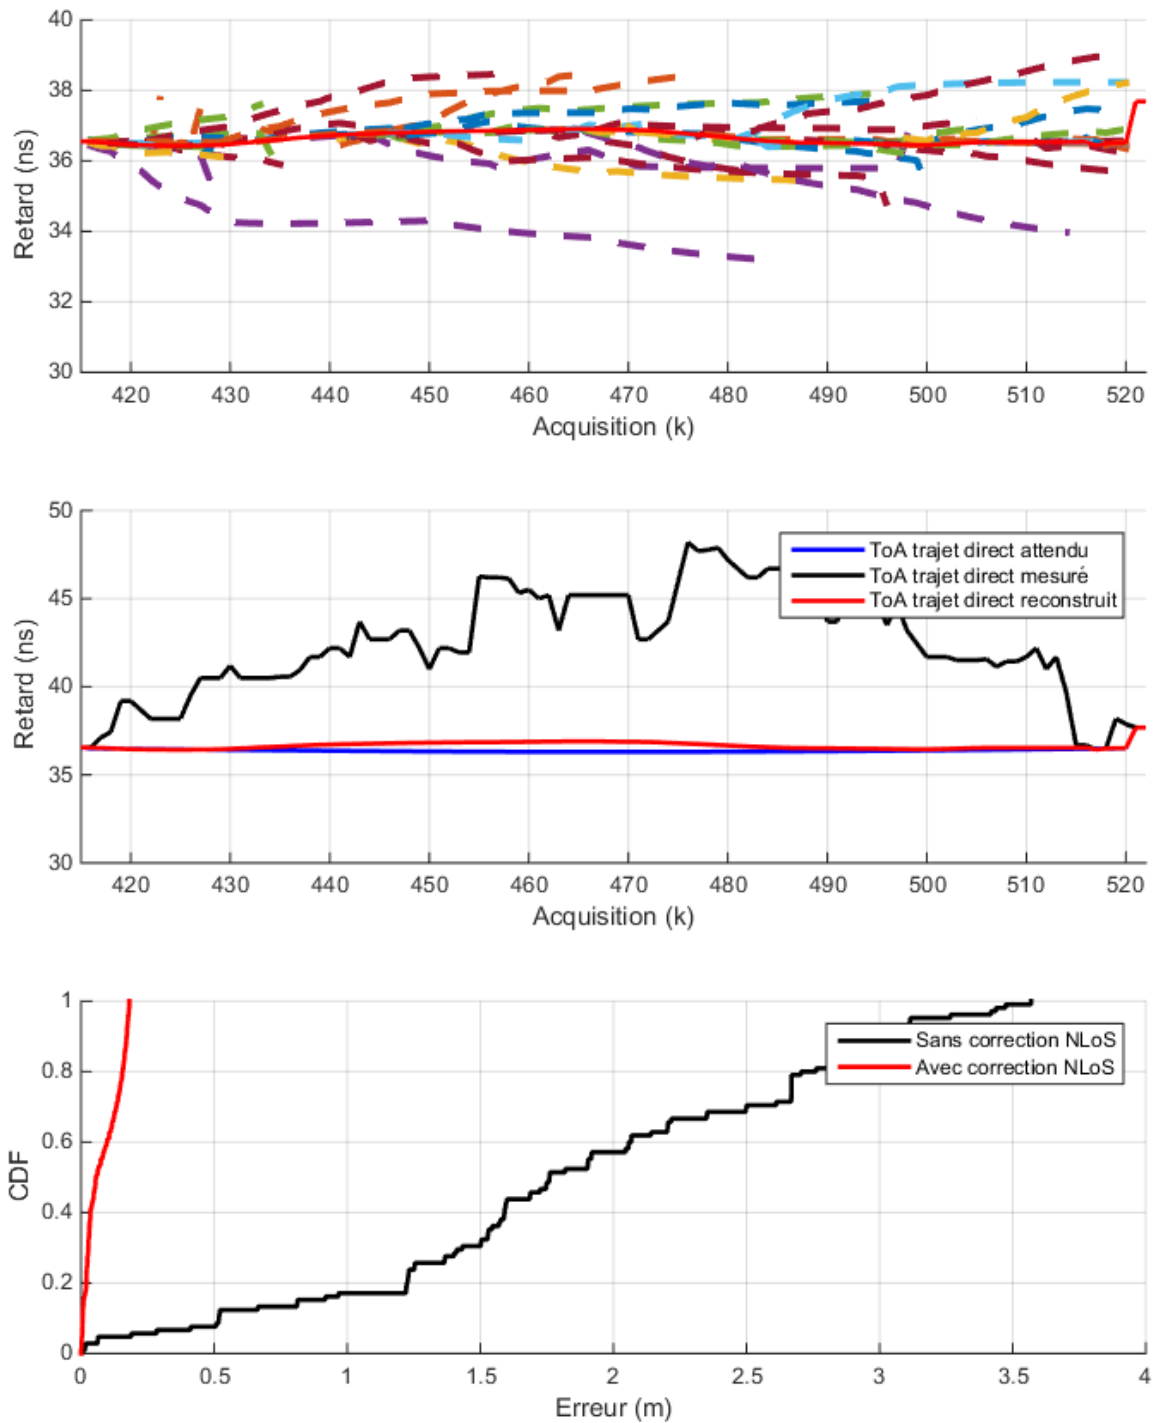 40
38
36
34
32
30
Retard (ns)
420 430 440 450 460 470 480 490 500 510 520
Acquisition (k)
50
45
40
35
30
Retard (ns)
ToA trajet direct attendu
ToA trajet direct mesuré
ToA trajet direct reconstruit
420 430 440 450 460 470 480 490 500 510 520
Acquisition (k)
1
0.8
0.6
0.4
0.2
0
CDF
Sans correction NLoS
Avec correction NLoS
0 0.5 1 1.5 2 2.5 3 3.5 4
Erreur (m)